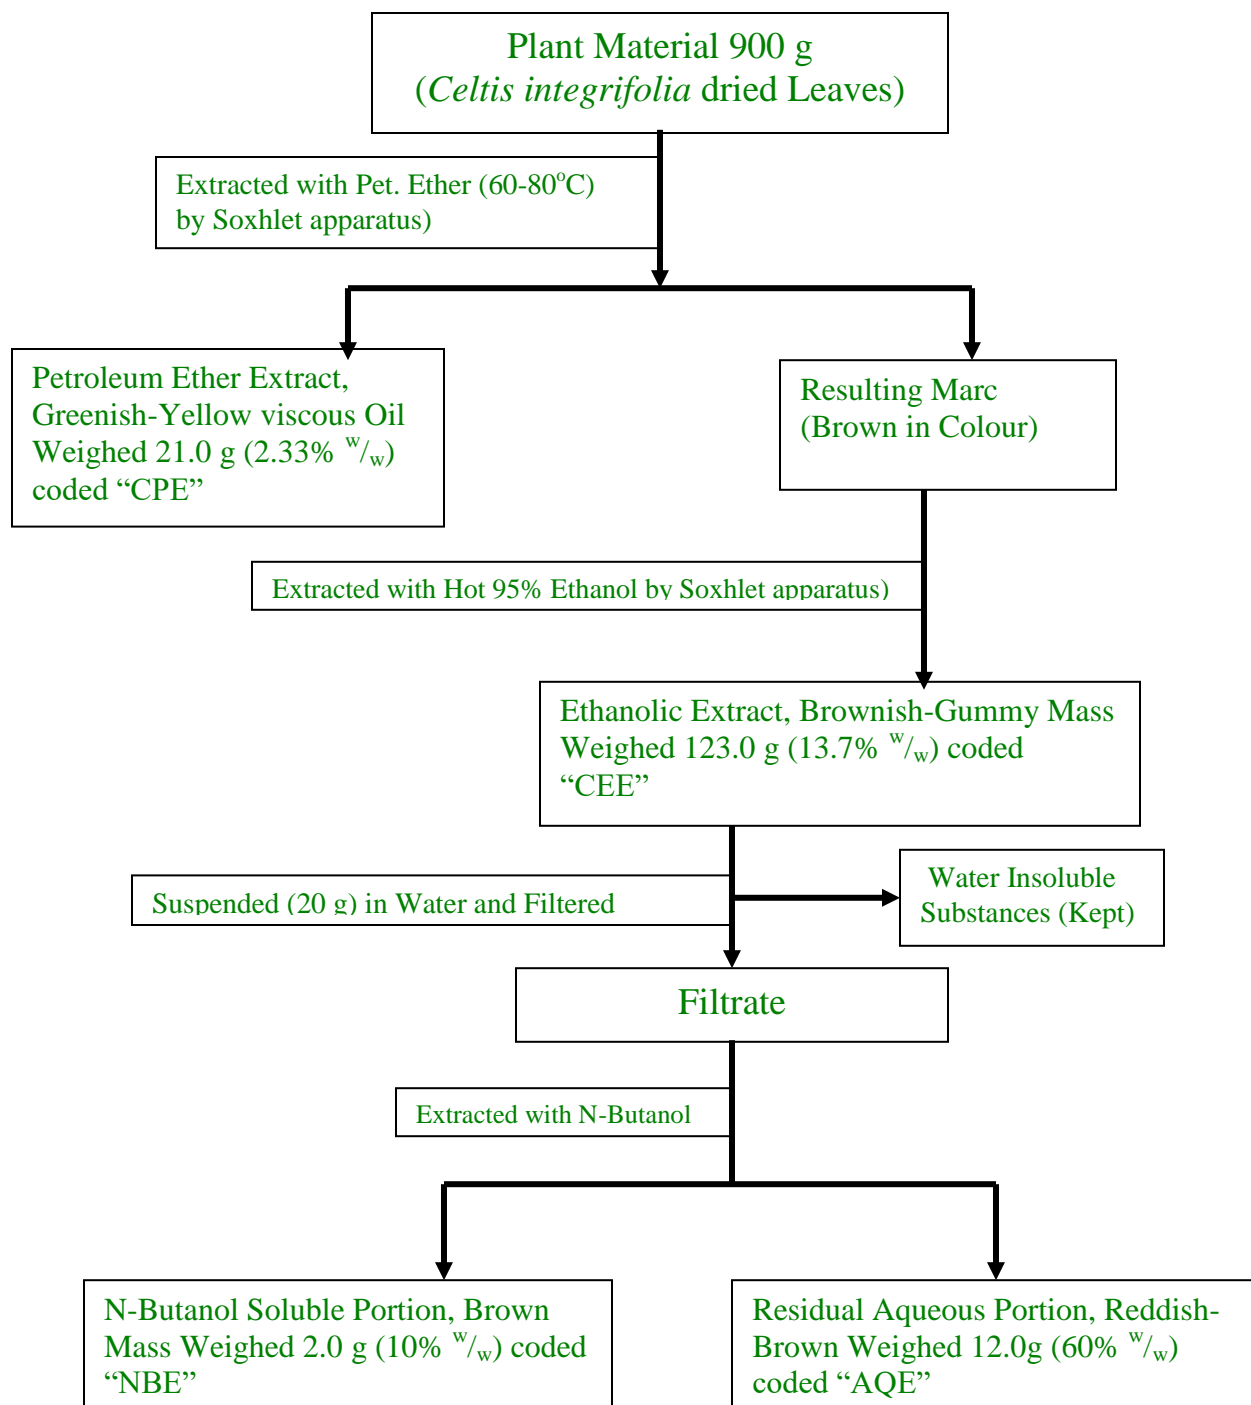 Plant Material 900 g
(Celtis integrifolia dried Leaves)
Extracted with Pet. Ether (60-80°C)
by Soxhlet apparatus)
Petroleum Ether Extract,
Greenish-Yellow viscous Oil
Weighed 21.0 g (2.33% w/w)
coded “CPE”
Resulting Marc
(Brown in Colour)
Extracted with Hot 95% Ethanol by Soxhlet apparatus)
Ethanolic Extract, Brownish-Gummy Mass
Weighed 123.0 g (13.7% w/w) coded
“CEE”
Suspended (20 g) in Water and Filtered
Water Insoluble
Substances (Kept)
Filtrate
Extracted with N-Butanol
N-Butanol Soluble Portion, Brown
Mass Weighed 2.0 g (10% w/w) coded
“NBE”
Residual Aqueous Portion, Reddish-
Brown Weighed 12.0g (60% w/w)
coded “AQE”